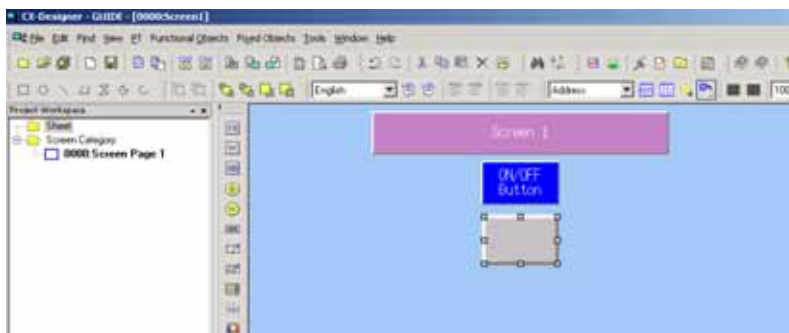 CX-Designer - GUIDE - [0000:Screen1]
File Edit Find View PT Functional Objects Fixed Objects Tools Window Help
English
Address
100
Project Workspace
Sheet
Screen Category
0000:Screen Page 1
Screen 1
ON/OFF
Button